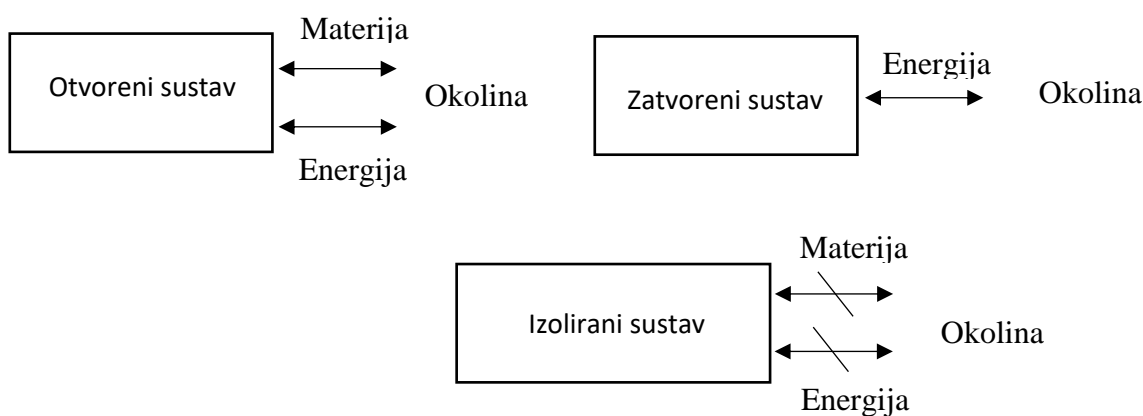 Materija
Otvoreni sustav
Okolina
Energija
Energija
Zatvoreni sustav
Okolina
Materija
Izolirani sustav
Okolina
Energija